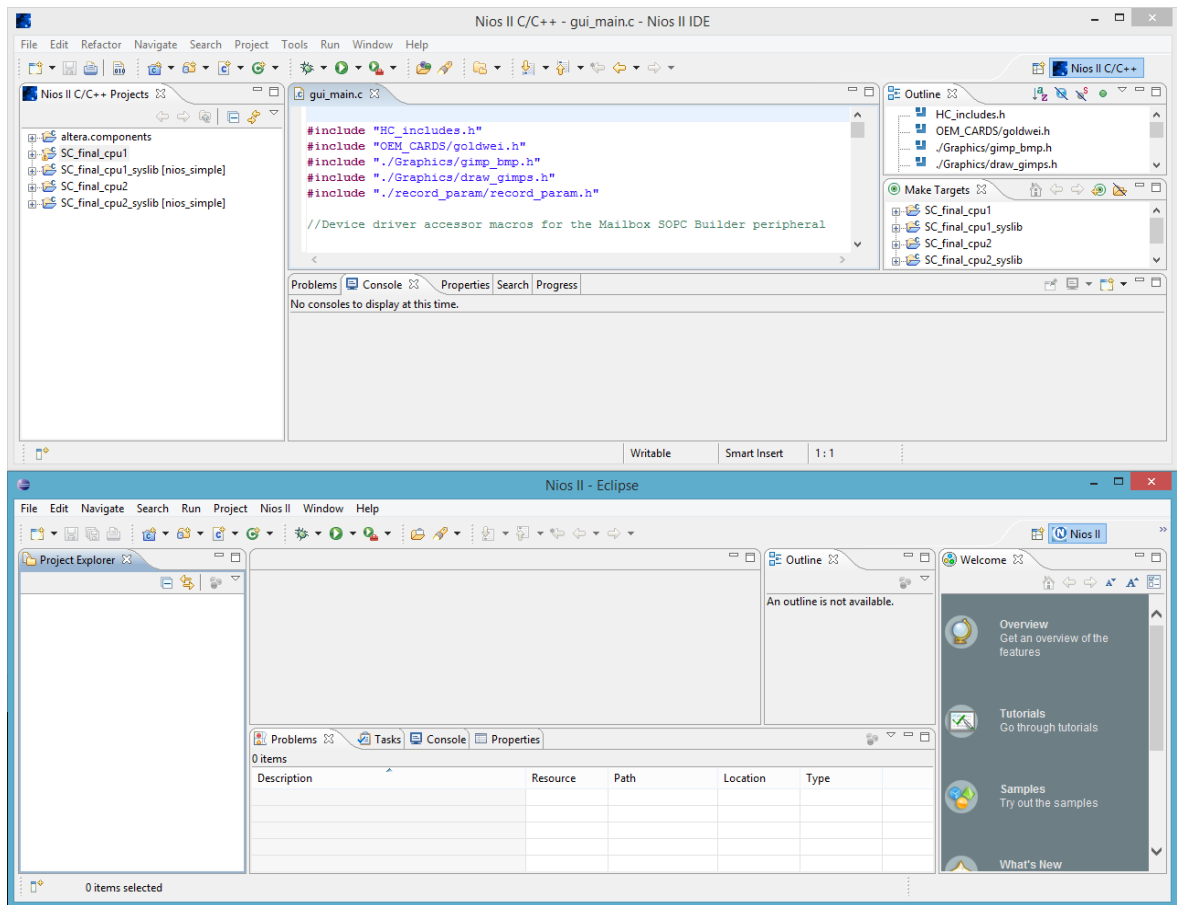 Nios II C/C++ - gui_main.c - Nios II IDE
File Edit Refactor Navigate Search Project Tools Run Window Help
Nios II C/C++
Nios II C/C++ Projects
altera.components
SC_final_cpu1
SC_final_cpu1_syslib [nios_simple]
SC_final_cpu2
SC_final_cpu2_syslib [nios_simple]
gui_main.c
#include "HC_includes.h"
#include "OEM_CARDS/goldwei.h"
#include "./Graphics/gimp_bmp.h"
#include "./Graphics/draw_gimps.h"
#include "./record_param/record_param.h"
//Device driver accessor macros for the Mailbox SOPC Builder peripheral
Outline
HC_includes.h
OEM_CARDS/goldwei.h
./Graphics/gimp_bmp.h
./Graphics/draw_gimps.h
Make Targets
SC_final_cpu1
SC_final_cpu1_syslib
SC_final_cpu2
SC_final_cpu2_syslib
Problems Console Properties Search Progress
No consoles to display at this time.
Writable Smart Insert 1 : 1
Nios II - Eclipse
File Edit Navigate Search Run Project Nios II Window Help
Nios II
Project Explorer
Outline
An outline is not available.
Welcome
Overview
Get an overview of the
features
Tutorials
Go through tutorials
Samples
Try out the samples
What's New
Problems Tasks Console Properties
0 items
Description Resource Path Location Type
0 items selected